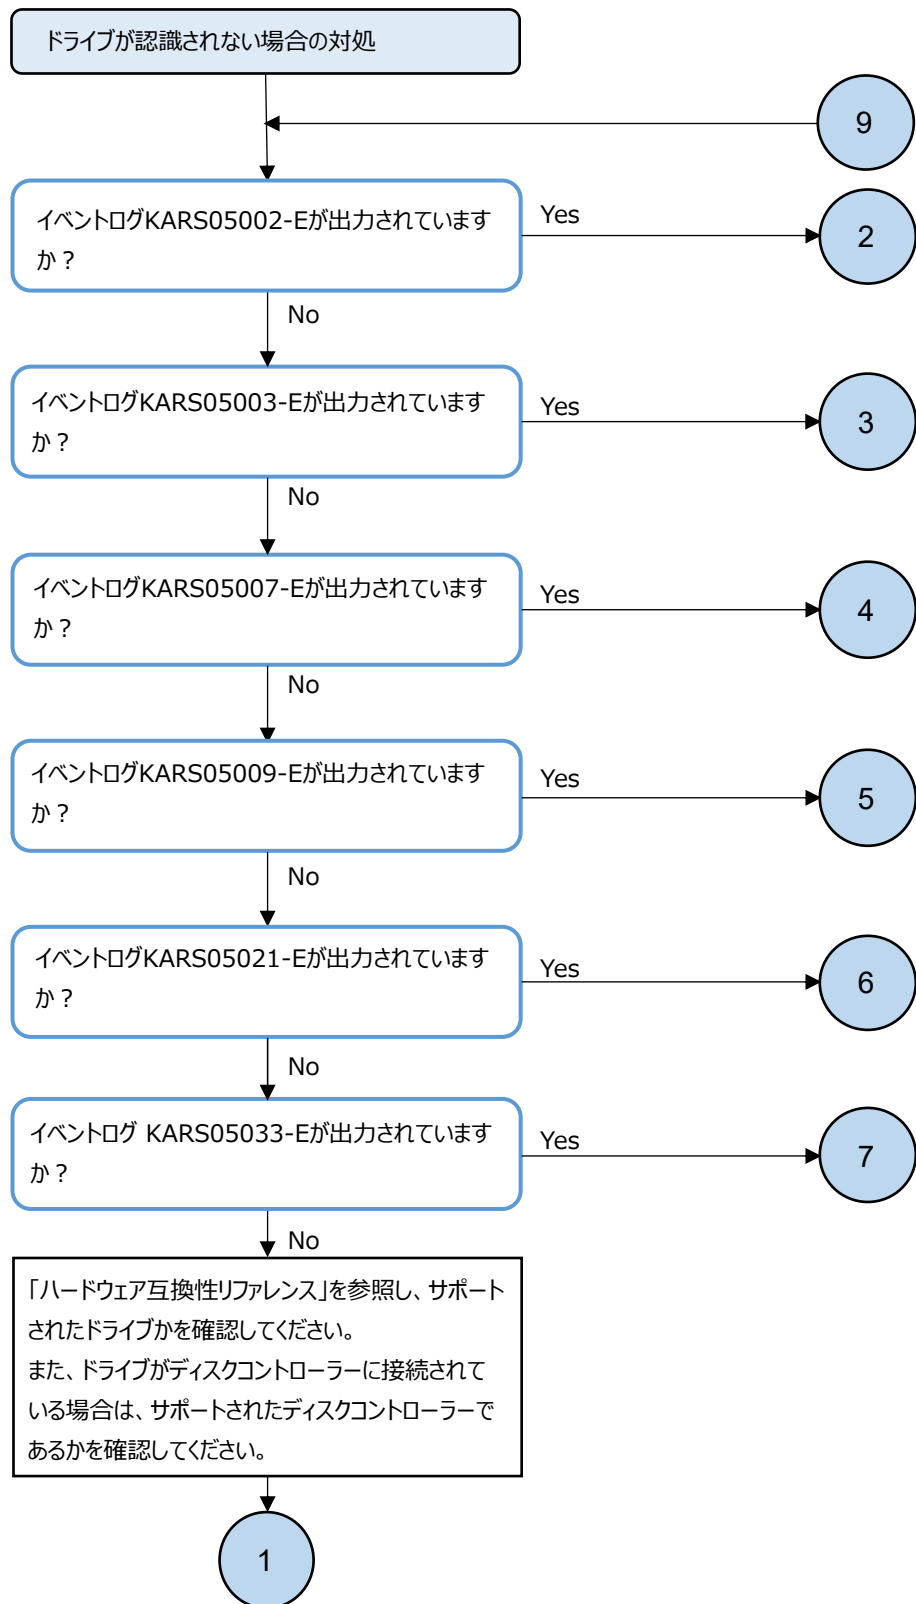 ドライブが認識されない場合の対処
9
イベントログKARS05002-Eが出力されています
か？
Yes
2
No
イベントログKARS05003-Eが出力されています
か？
Yes
3
No
イベントログKARS05007-Eが出力されています
か？
Yes
4
No
イベントログKARS05009-Eが出力されています
か？
Yes
5
No
イベントログKARS05021-Eが出力されています
か？
Yes
6
No
イベントログ KARS05033-Eが出力されています
か？
Yes
7
No
「ハードウェア互換性リファレンス」を参照し、サポート
されたドライブかを確認してください。
また、ドライブがディスクコントローラーに接続されて
いる場合は、サポートされたディスクコントローラーで
あるかを確認してください。
1